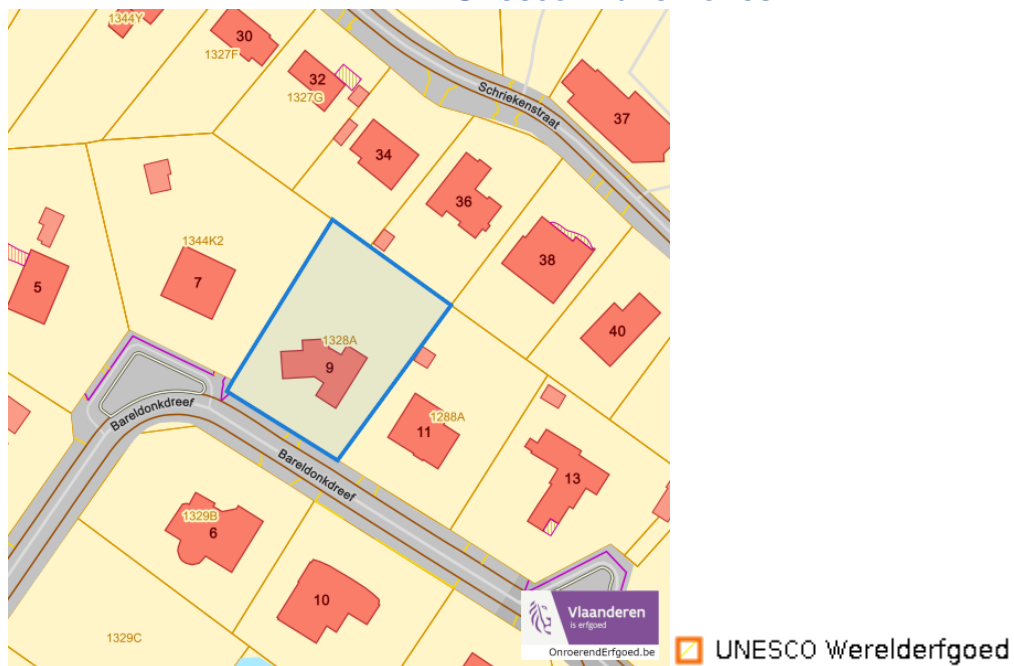 1344Y
30
1327F
32
1327G
Schriekenstraat
37
34
36
1344K2
38
7
5
40
1328A
9
Bareldonkdreef
1288A
11
Bareldonkdreef
13
1329B
6
10
1329C
Vlaanderen
is erfgoed
OnroerendErfgoed.be
UNESCO Werelderfgoed